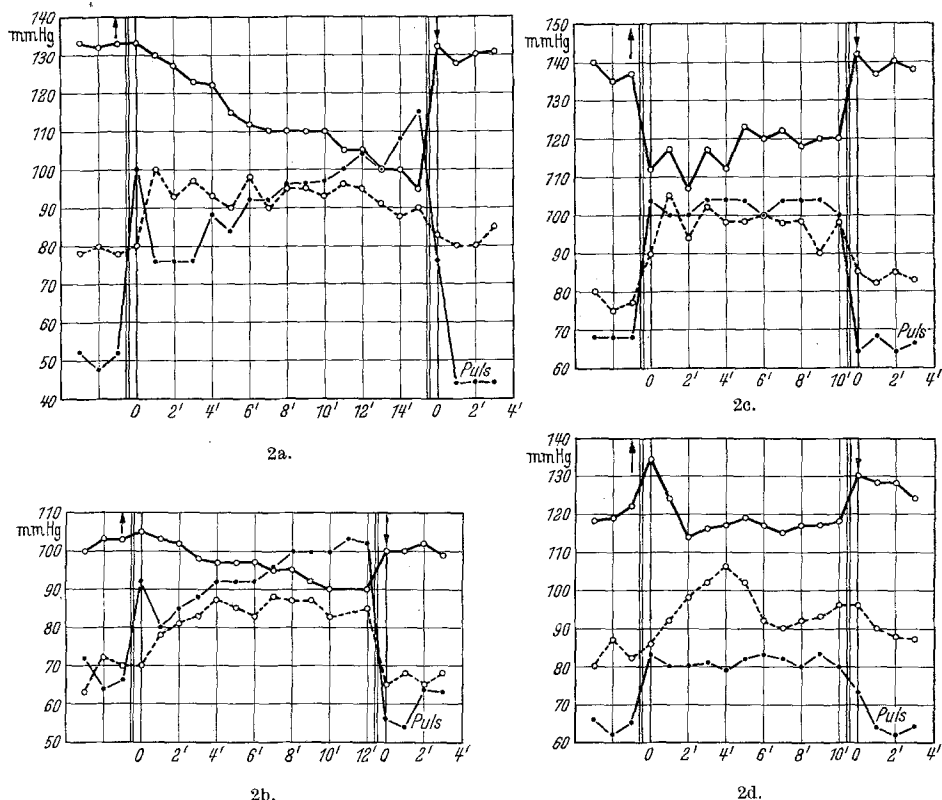 140
mmHg
130
120
110
100
90
80
70
60
50
40
0 2' 4' 6' 8' 10' 12' 14' 0 2' 4'
Puls
2a.
150
mmHg
140
130
120
110
100
90
80
70
60
0 2' 4' 6' 8' 10' 0 2' 4'
Puls
2c.
110
mmHg
100
90
80
70
60
50
0 2' 4' 6' 8' 10' 12' 0 2' 4'
Puls
2b.
140
mmHg
130
120
110
100
90
80
70
60
0 2' 4' 6' 8' 10' 0 2' 4'
Puls
2d.